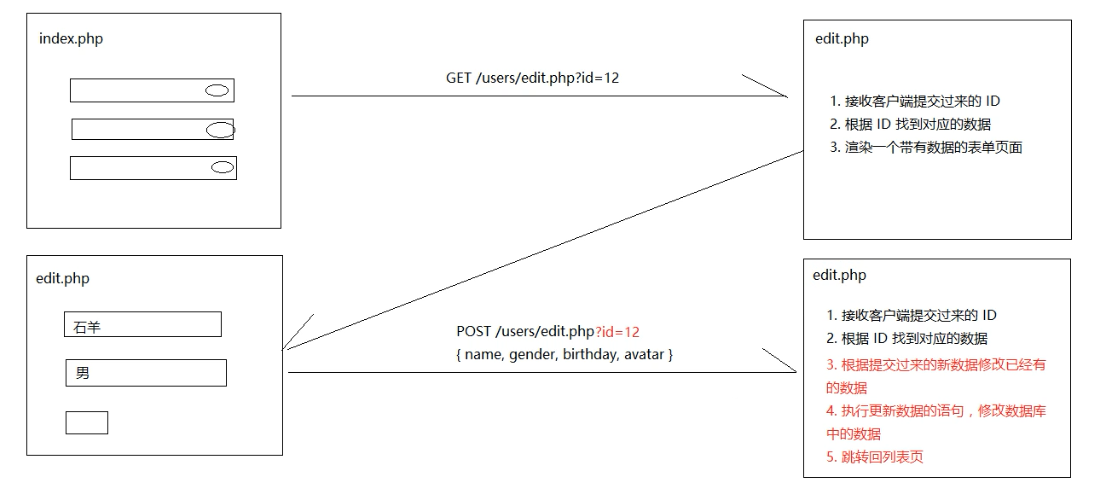 index.php
GET /users/edit.php?id=12
edit.php
1. 接收客户端提交过来的 ID
2. 根据 ID 找到对应的数据
3. 渲染一个带有数据的表单页面
edit.php
石羊
男
POST /users/edit.php?id=12
{ name, gender, birthday, avatar }
edit.php
1. 接收客户端提交过来的 ID
2. 根据 ID 找到对应的数据
3. 根据提交过来的新数据修改已经有
的数据
4. 执行更新数据的语句，修改数据库
中的数据
5. 跳转回列表页